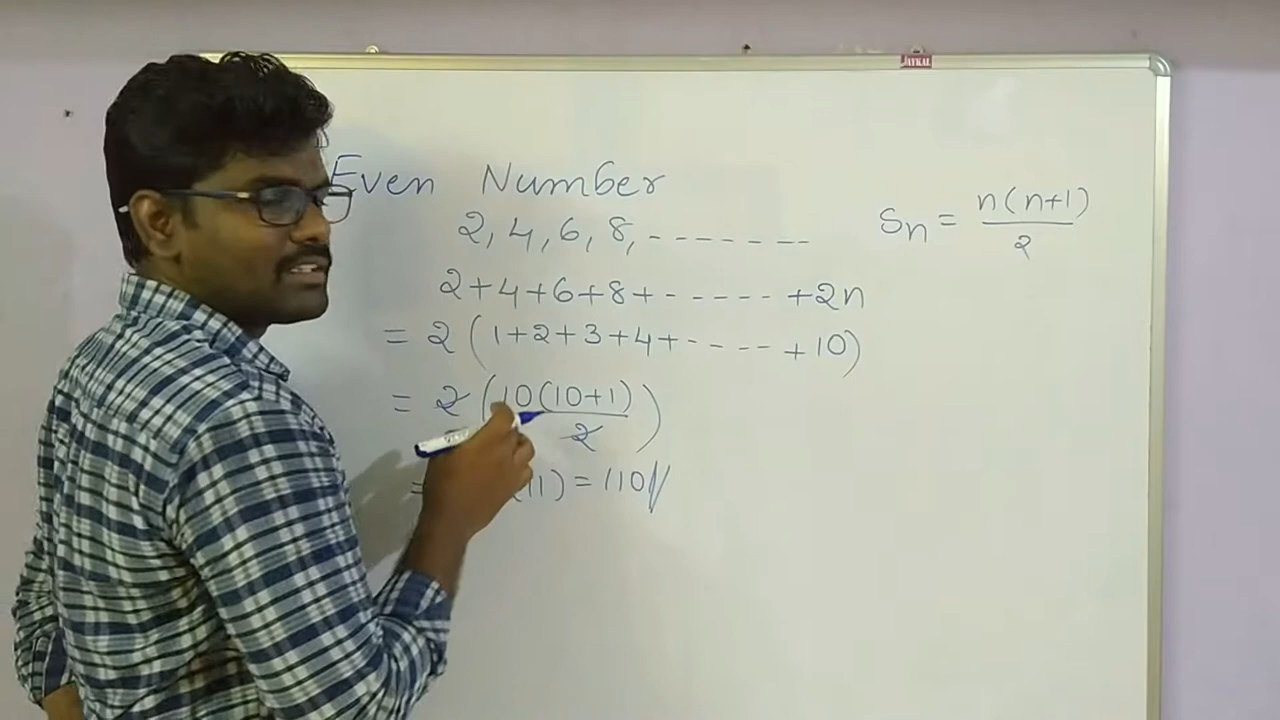 JAYKAL
Even Number
2, 4, 6, 8, - - - - - - -
Sn = n(n+1)/2
2+4+6+8+ - - - - - +2n
= 2 (1+2+3+4+ - - - - +10)
= 2 (10(10+1)/2)
= (11) = 110//